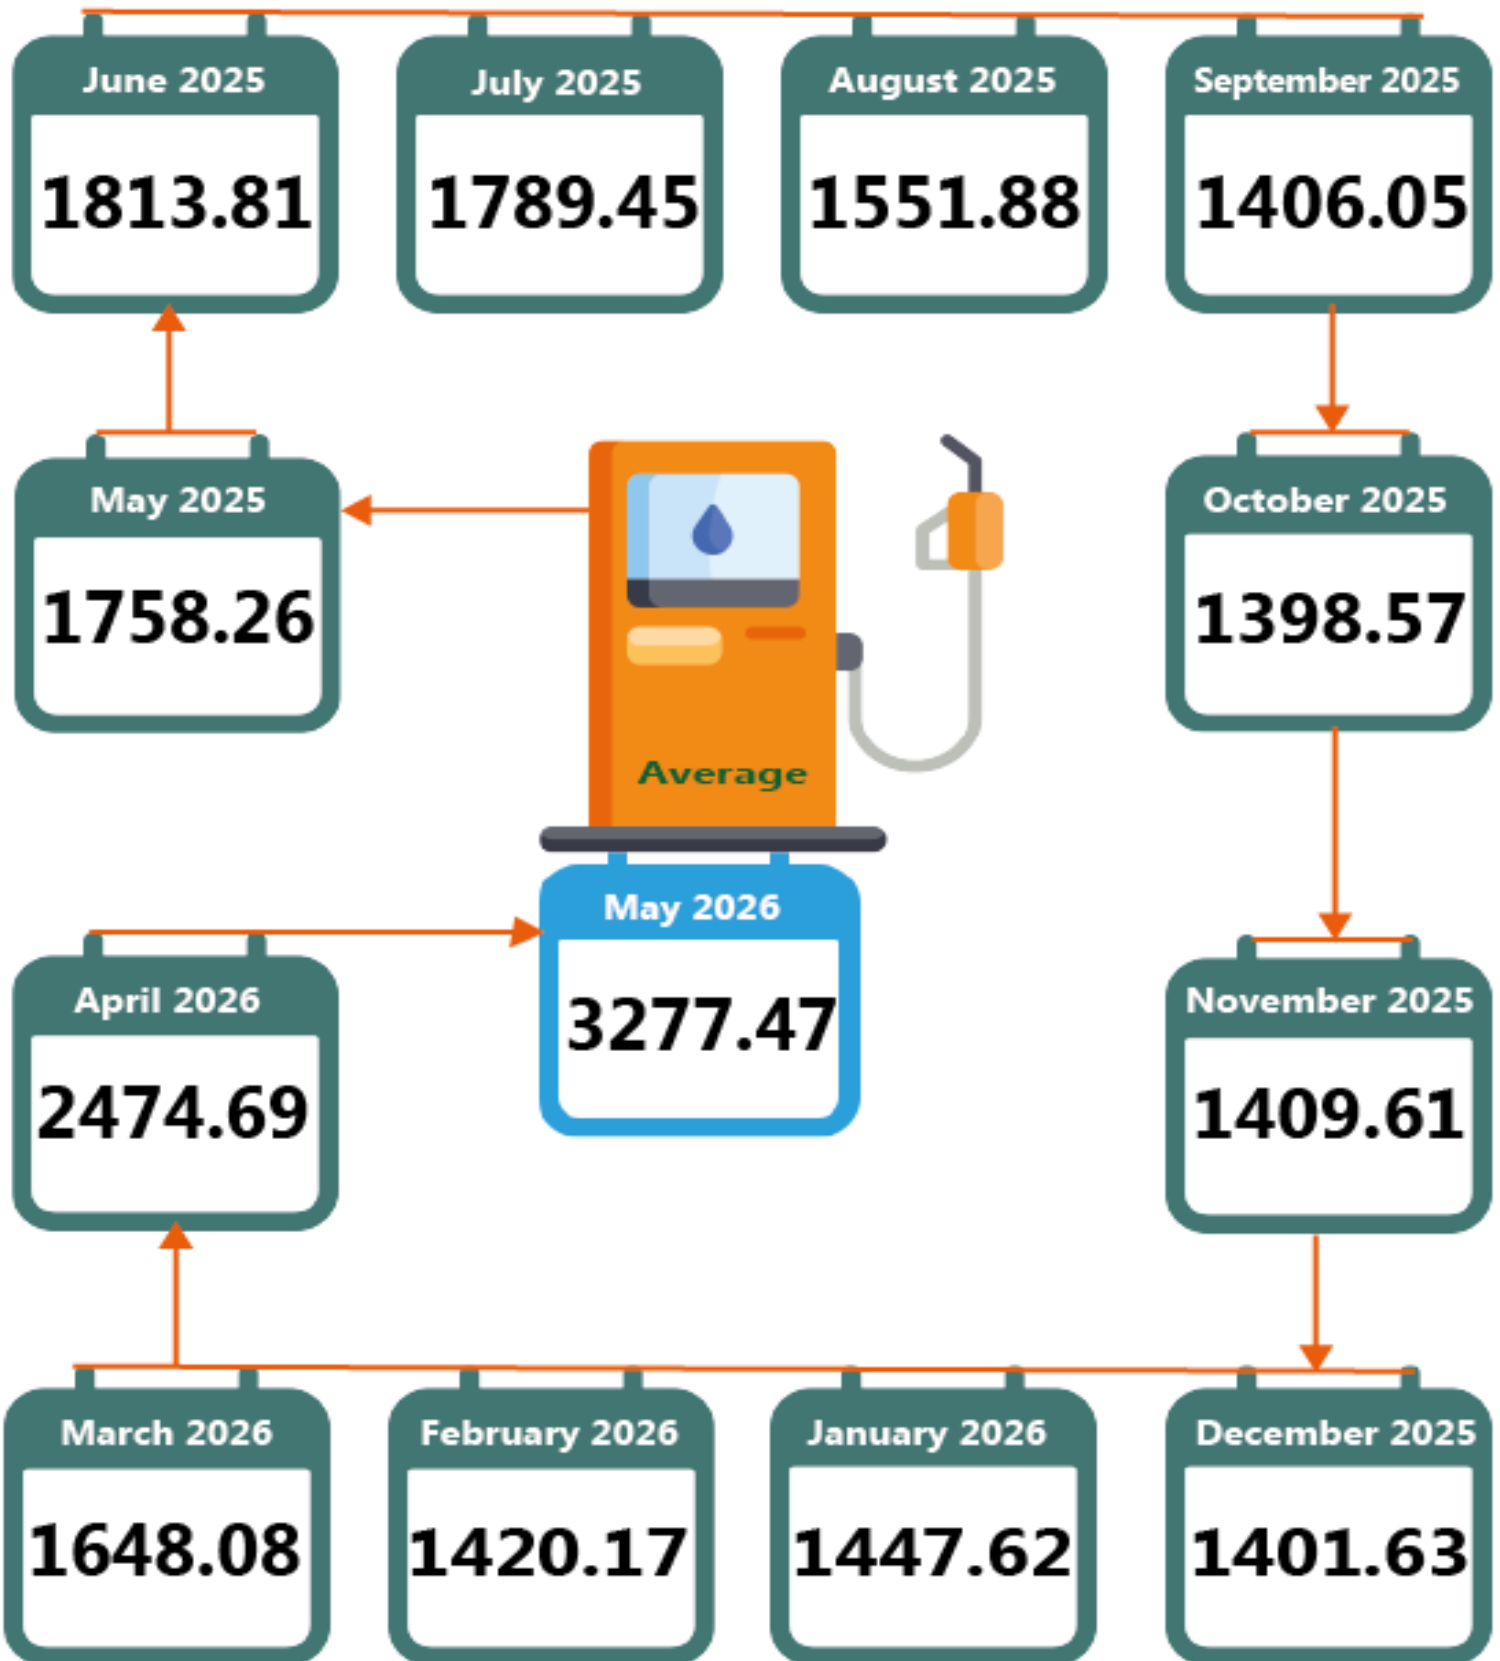 June 2025
1813.81
July 2025
1789.45
August 2025
1551.88
September 2025
1406.05
May 2025
1758.26
October 2025
1398.57
Average
May 2026
3277.47
April 2026
2474.69
November 2025
1409.61
March 2026
1648.08
February 2026
1420.17
January 2026
1447.62
December 2025
1401.63